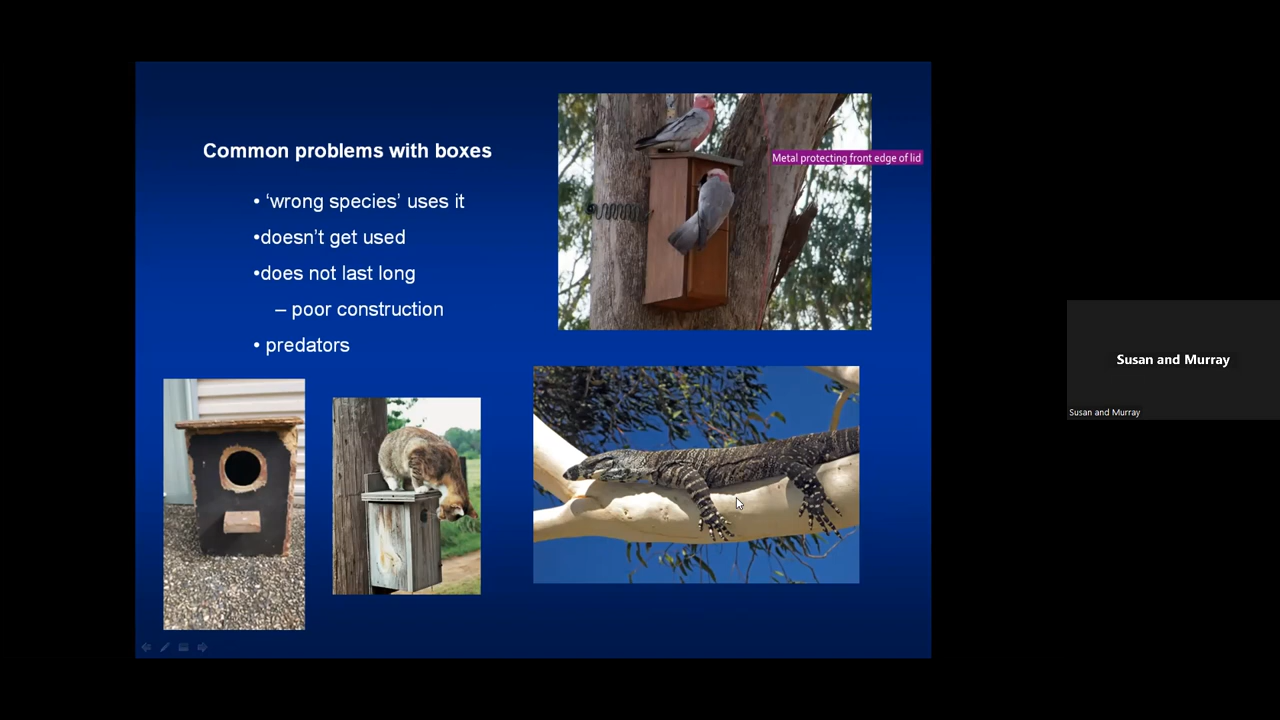 Common problems with boxes
• ‘wrong species’ uses it
•doesn’t get used
•does not last long
– poor construction
• predators
Metal protecting front edge of lid
Susan and Murray
Susan and Murray